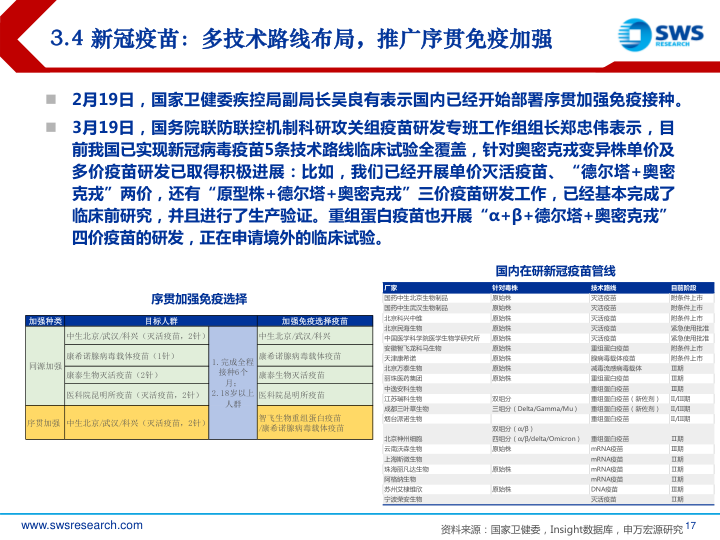 3.4 新冠疫苗：多技术路线布局，推广序贯免疫加强
SWS
RESEARCH
2月19日，国家卫健委疾控局副局长吴良有表示国内已经开始部署序贯加强免疫接种。
3月19日，国务院联防联控机制科研攻关组疫苗研发专班工作组组长郑忠伟表示，目
前我国已实现新冠病毒疫苗5条技术路线临床试验全覆盖，针对奥密克戎变异株单价及
多价疫苗研发已取得积极进展：比如，我们已经开展单价灭活疫苗、“德尔塔+奥密
克戎”两价，还有“原型株+德尔塔+奥密克戎”三价疫苗研发工作，已经基本完成了
临床前研究，并且进行了生产验证。重组蛋白疫苗也开展“α+β+德尔塔+奥密克戎”
四价疫苗的研发，正在申请境外的临床试验。
序贯加强免疫选择
加强种类 目标人群 加强免疫选择疫苗
同源加强
中生北京/武汉/科兴（灭活疫苗，2针） 中生北京/武汉/科兴
康希诺腺病毒载体疫苗（1针） 康希诺腺病毒载体疫苗
康泰生物灭活疫苗（2针） 康泰生物灭活疫苗
医科院昆明所疫苗（灭活疫苗，2针） 医科院昆明所疫苗
1.完成全程
接种6个
月；
2.18岁以上
人群
序贯加强 中生北京/武汉/科兴（灭活疫苗，2针） 智飞生物重组蛋白疫苗
/康希诺腺病毒载体疫苗
国内在研新冠疫苗管线
厂家 针对毒株 技术路线 目前阶段
国药中生北京生物制品 原始株 灭活疫苗 附条件上市
国药中生武汉生物制品 原始株 灭活疫苗 附条件上市
北京科兴中维 原始株 灭活疫苗 附条件上市
北京民海生物 原始株 灭活疫苗 紧急使用批准
中国医学科学院医学生物学研究所 原始株 灭活疫苗 紧急使用批准
安徽智飞龙科马生物 原始株 重组蛋白疫苗 附条件上市
天津康希诺 原始株 腺病毒载体疫苗 附条件上市
北京万泰生物 原始株 减毒流感病毒载体 III期
丽珠医药集团 原始株 重组蛋白疫苗 III期
中逸安科生物 重组蛋白疫苗 III期
江苏瑞科生物 双组分 重组蛋白疫苗（新佐剂） II/III期
成都三叶草生物 三组分（Delta/Gamma/Mu） 重组蛋白疫苗（新佐剂） II/III期
烟台派诺生物 重组蛋白疫苗 II/III期
双组分（α/β）
北京神州细胞 四组分（α/β/delta/Omicron） 重组蛋白疫苗 II期
云南沃森生物 原始株 mRNA疫苗 III期
上海斯微生物 mRNA疫苗 II期
珠海丽凡达生物 原始株 mRNA疫苗 II期
阿格纳生物 mRNA疫苗 II期
苏州艾棣维欣 原始株 DNA疫苗 III期
宁波荣安生物 灭活疫苗 II期
www.swsresearch.com
资料来源：国家卫健委，Insight数据库，申万宏源研究 17